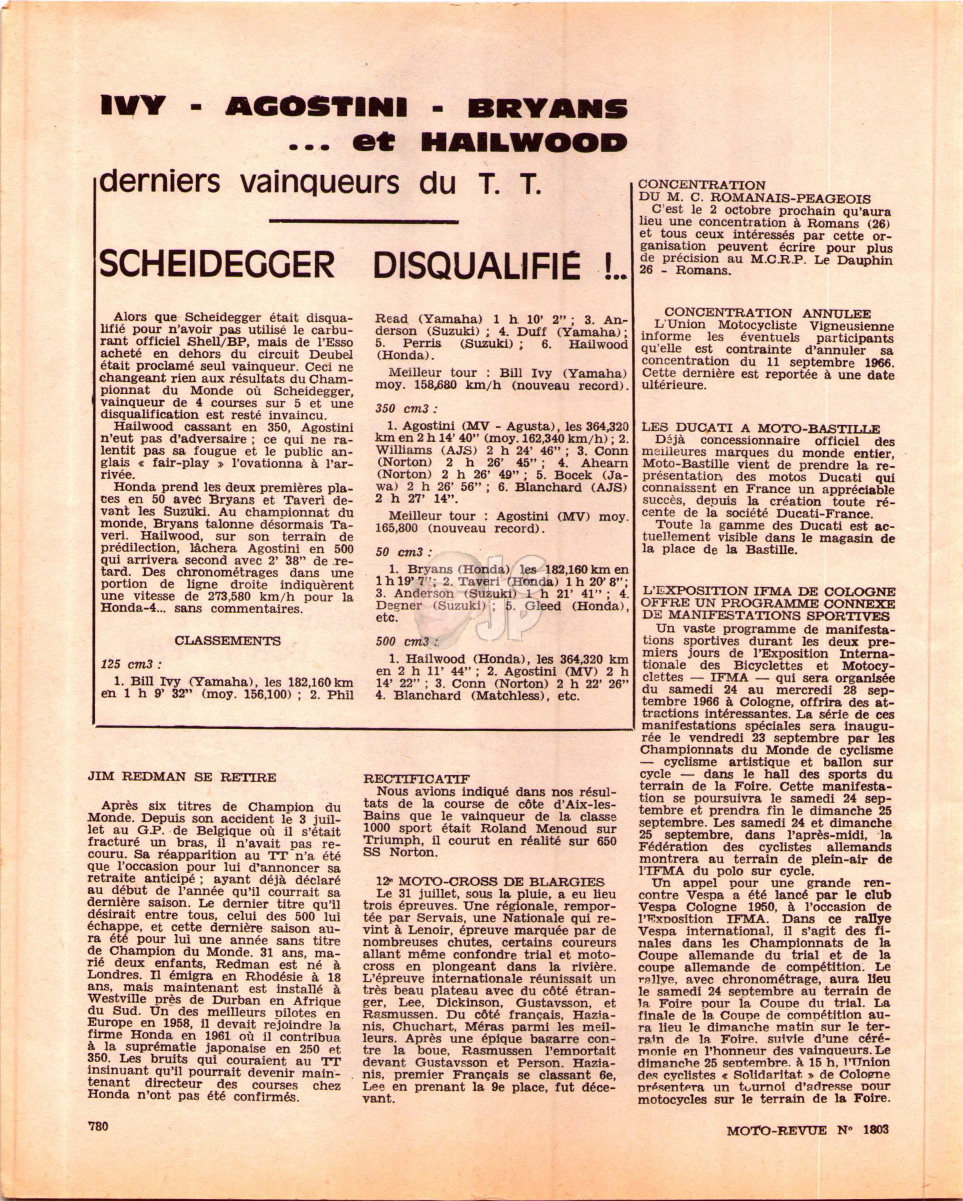 IVY - AGOSTINI - BRYANS
... et HAILWOOD
derniers vainqueurs du T. T.
SCHEIDEGGER DISQUALIFIÉ !..
Alors que Scheidegger était disqua-
lifié pour n'avoir pas utilisé le carbu-
rant officiel Shell/BP, mais de l'Esso
acheté en dehors du circuit Deubel
était proclamé seul vainqueur. Ceci ne
changeant rien aux résultats du Cham-
pionnat du Monde où Scheidegger,
vainqueur de 4 courses sur 5 et une
disqualification est resté invaincu.
Hailwood cassant en 350, Agostini
n'eut pas d'adversaire ; ce qui ne ra-
lentit pas sa fougue et le public an-
glais « fair-play » l'ovationna à l'ar-
rivée.
Honda prend les deux premières pla-
ces en 50 avec Bryans et Taveri de-
vant les Suzuki. Au championnat du
monde, Bryans talonne désormais Ta-
veri. Hailwood, sur son terrain de
prédilection, lâchera Agostini en 500
qui arrivera second avec 2' 38" de re-
tard. Des chronométrages dans une
portion de ligne droite indiquèrent
une vitesse de 273,580 km/h pour la
Honda-4... sans commentaires.
CLASSEMENTS
125 cm3 :
1. Bill Ivy (Yamaha), les 182,160 km
en 1 h 9' 32" (moy. 156,100) ; 2. Phil
Read (Yamaha) 1 h 10' 2" ; 3. An-
derson (Suzuki) ; 4. Duff (Yamaha) ;
5. Perris (Suzuki) ; 6. Hailwood
(Honda).
Meilleur tour : Bill Ivy (Yamaha)
moy. 158,680 km/h (nouveau record).
350 cm3 :
1. Agostini (MV - Agusta), les 364,320
km en 2 h 14' 40" (moy. 162,340 km/h) ; 2.
Williams (AJS) 2 h 24' 46" ; 3. Conn
(Norton) 2 h 26' 45" ; 4. Ahearn
(Norton) 2 h 26' 49" ; 5. Bocek (Ja-
wa) 2 h 26' 56" ; 6. Blanchard (AJS)
2 h 27' 14".
Meilleur tour : Agostini (MV) moy.
165,800 (nouveau record).
50 cm3 :
1. Bryans (Honda) les 182,160 km en
1 h 19' 7" ; 2. Taveri (Honda) 1 h 20' 8" ;
3. Anderson (Suzuki) 1 h 21' 41" ; 4.
Degner (Suzuki) ; 5. Gleed (Honda),
etc.
500 cm3 :
1. Hailwood (Honda), les 364,320 km
en 2 h 11' 44" ; 2. Agostini (MV) 2 h
14' 22" ; 3. Conn (Norton) 2 h 22' 26"
4. Blanchard (Matchless), etc.
JIM REDMAN SE RETIRE
Après six titres de Champion du
Monde. Depuis son accident le 3 juil-
let au G.P. de Belgique où il s'était
fracturé un bras, il n'avait pas re-
couru. Sa réapparition au TT n'a été
que l'occasion pour lui d'annoncer sa
retraite anticipé ; ayant déjà déclaré
au début de l'année qu'il courrait sa
dernière saison. Le dernier titre qu'il
désirait entre tous, celui des 500 lui
échappe, et cette dernière saison au-
ra été pour lui une année sans titre
de Champion du Monde. 31 ans, ma-
rié deux enfants, Redman est né à
Londres. Il émigra en Rhodésie à 18
ans, mais maintenant est installé à
Westville près de Durban en Afrique
du Sud. Un des meilleurs pilotes en
Europe en 1958, il devait rejoindre la
firme Honda en 1961 où il contribua
à la suprématie japonaise en 250 et
350. Les bruits qui couraient au TT
insinuant qu'il pourrait devenir main-
tenant directeur des courses chez
Honda n'ont pas été confirmés.
RECTIFICATIF
Nous avions indiqué dans nos résul-
tats de la course de côte d'Aix-les-
Bains que le vainqueur de la classe
1000 sport était Roland Menoud sur
Triumph, il courut en réalité sur 650
SS Norton.
12e MOTO-CROSS DE BLARGIES
Le 31 juillet, sous la pluie, a eu lieu
trois épreuves. Une régionale, rempor-
tée par Servais, une Nationale qui re-
vint à Lenoir, épreuve marquée par de
nombreuses chutes, certains coureurs
allant même confondre trial et moto-
cross en plongeant dans la rivière.
L'épreuve internationale réunissait un
très beau plateau avec du côté étran-
ger, Lee, Dickinson, Gustavsson, et
Rasmussen. Du côté français, Hazia-
nis, Chuchart, Méras parmi les meil-
leurs. Après une épique bagarre con-
tre la boue, Rasmussen l'emportait
devant Gustavsson et Person. Hazia-
nis, premier Français se classant 6e,
Lee en prenant la 9e place, fut déce-
vant.
CONCENTRATION
DU M. C. ROMANAIS-PEAGEOIS
C'est le 2 octobre prochain qu'aura
lieu une concentration à Romans (26)
et tous ceux intéressés par cette or-
ganisation peuvent écrire pour plus
de précision au M.C.R.P. Le Dauphin
26 - Romans.
CONCENTRATION ANNULEE
L'Union Motocycliste Vigneusienne
informe les éventuels participants
qu'elle est contrainte d'annuler sa
concentration du 11 septembre 1966.
Cette dernière est reportée à une date
ultérieure.
LES DUCATI A MOTO-BASTILLE
Déjà concessionnaire officiel des
meilleures marques du monde entier,
Moto-Bastille vient de prendre la re-
présentation des motos Ducati qui
connaissent en France un appréciable
succès, depuis la création toute ré-
cente de la société Ducati-France.
Toute la gamme des Ducati est ac-
tuellement visible dans le magasin de
la place de la Bastille.
L'EXPOSITION IFMA DE COLOGNE
OFFRE UN PROGRAMME CONNEXE
DE MANIFESTATIONS SPORTIVES
Un vaste programme de manifesta-
tions sportives durant les deux pre-
miers jours de l'Exposition Interna-
tionale des Bicyclettes et Motocy-
clettes — IFMA — qui sera organisée
du samedi 24 au mercredi 28 sep-
tembre 1966 à Cologne, offrira des at-
tractions intéressantes. La série de ces
manifestations spéciales sera inaugu-
rée le vendredi 23 septembre par les
Championnats du Monde de cyclisme
— cyclisme artistique et ballon sur
cycle — dans le hall des sports du
terrain de la Foire. Cette manifesta-
tion se poursuivra le samedi 24 sep-
tembre et prendra fin le dimanche 25
septembre. Les samedi 24 et dimanche
25 septembre, dans l'après-midi, la
Fédération des cyclistes allemands
montrera au terrain de plein-air de
l'IFMA du polo sur cycle.
Un appel pour une grande ren-
contre Vespa a été lancé par le club
Vespa Cologne 1950, à l'occasion de
l'Exposition IFMA. Dans ce rallye
Vespa international, il s'agit des fi-
nales dans les Championnats de la
Coupe allemande du trial et de la
coupe allemande de compétition. Le
rallye, avec chronométrage, aura lieu
le samedi 24 septembre au terrain de
la Foire pour la Coupe du trial. La
finale de la Coupe de compétition au-
ra lieu le dimanche matin sur le ter-
rain de la Foire, suivie d'une céré-
monie en l'honneur des vainqueurs. Le
dimanche 25 septembre, à 15 h, l'Union
des cyclistes « Solidaritat » de Cologne
présentera un tournoi d'adresse pour
motocycles sur le terrain de la Foire.
780
MOTO-REVUE N° 1803